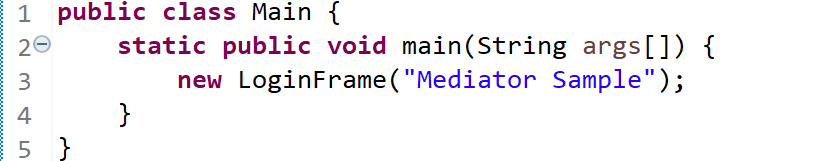 1 public class Main {
2 static public void main(String args[]) {
3 new LoginFrame("Mediator Sample");
4 }
5 }